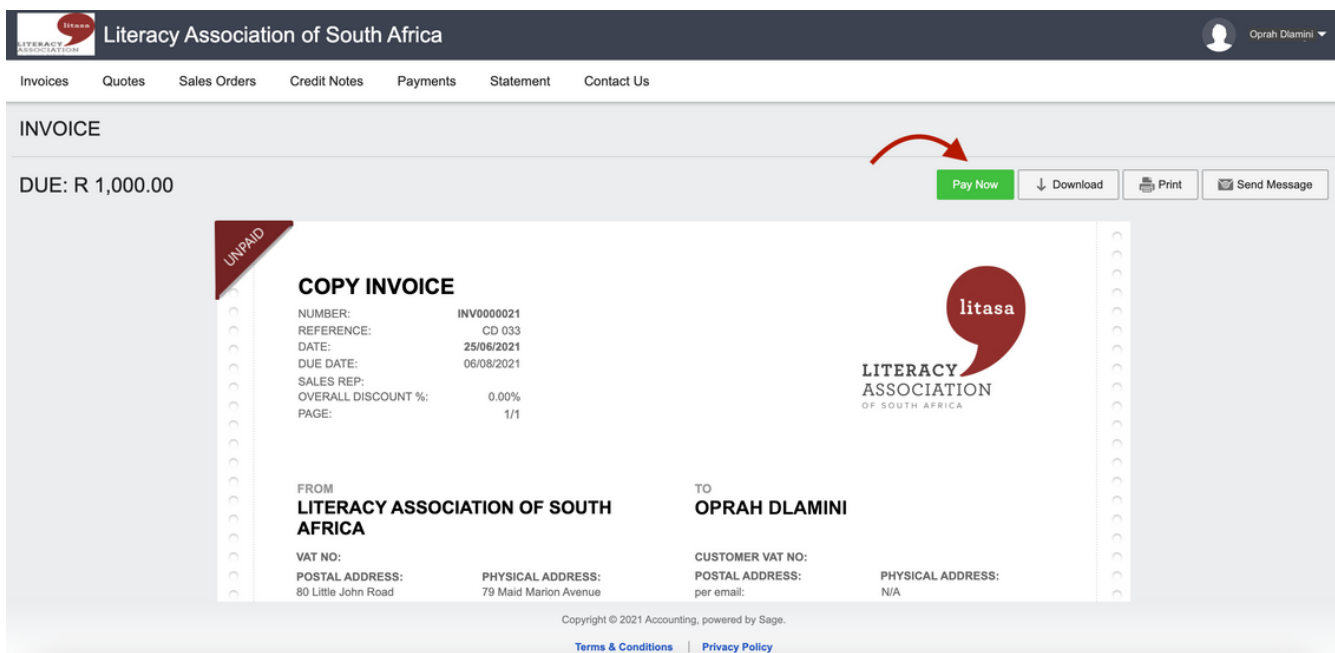 litasa
LITERACY
ASSOCIATION
Literacy Association of South Africa
Oprah Dlamini
Invoices Quotes Sales Orders Credit Notes Payments Statement Contact Us
INVOICE
DUE: R 1,000.00
Pay Now Download Print Send Message
UNPAID
COPY INVOICE
NUMBER: INV0000021
REFERENCE: CD 033
DATE: 25/06/2021
DUE DATE: 06/08/2021
SALES REP:
OVERALL DISCOUNT %: 0.00%
PAGE: 1/1
litasa
LITERACY
ASSOCIATION
OF SOUTH AFRICA
FROM
LITERACY ASSOCIATION OF SOUTH
AFRICA
VAT NO:
POSTAL ADDRESS: PHYSICAL ADDRESS:
80 Little John Road 79 Maid Marion Avenue
TO
OPRAH DLAMINI
CUSTOMER VAT NO:
POSTAL ADDRESS: PHYSICAL ADDRESS:
per email: N/A
Copyright © 2021 Accounting, powered by Sage.
Terms & Conditions | Privacy Policy